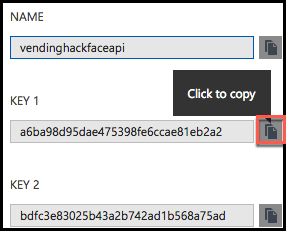 NAME
vendinghackfaceapi
Click to copy
KEY 1
a6ba98d95dae475398fe6ccae81eb2a2
KEY 2
bdfc3e83025b43a2b742ad1b568a75ad